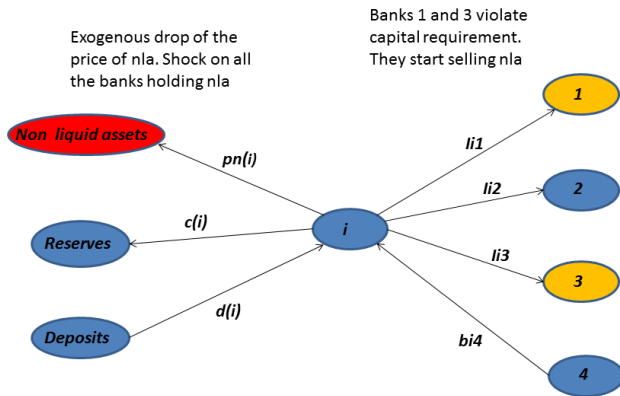 Exogenous drop of the
price of nla. Shock on all
the banks holding nla
Banks 1 and 3 violate
capital requirement.
They start selling nla
1
Non liquid assets
pn(i)
li1
2
li2
c(i)
i
Reserves
li3
3
d(i)
Deposits
bi4
4